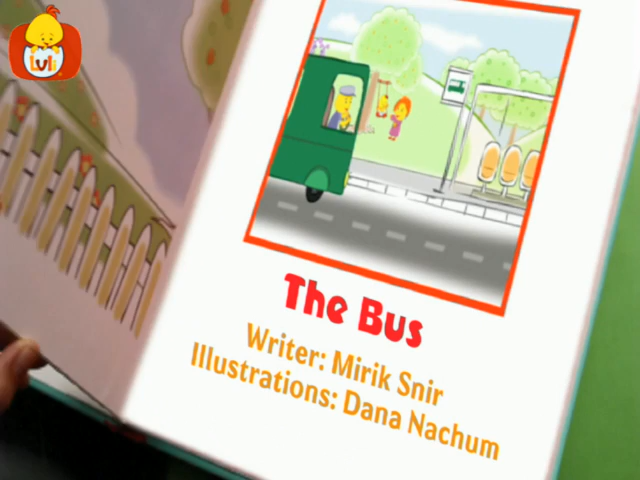 Luli
The Bus
Writer: Mirik Snir
Illustrations: Dana Nachum